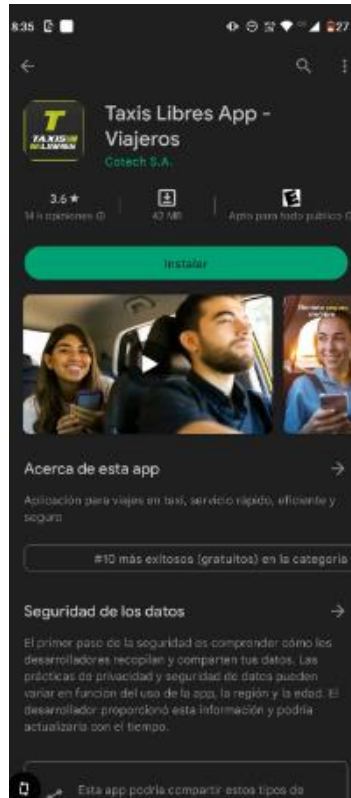 8:35
27
Taxis Libres App -
Viajeros
Cotech S.A.
TAXIS
LIBRES
3.6★
14 k opiniones
42 MB
Apto para todo público
Instalar
Acerca de esta app
Aplicación para viajes en taxi, servicio rápido, eficiente y
seguro
#10 más exitosos (gratuitos) en la categoría
Seguridad de los datos
El primer paso de la seguridad es comprender cómo los
desarrolladores recopilan y comparten tus datos. Las
prácticas de privacidad y seguridad de datos pueden
variar en función del uso de la app, la región y la edad. El
desarrollador proporcionó esta información y podría
actualizarla con el tiempo.
Esta app podría compartir estos tipos de